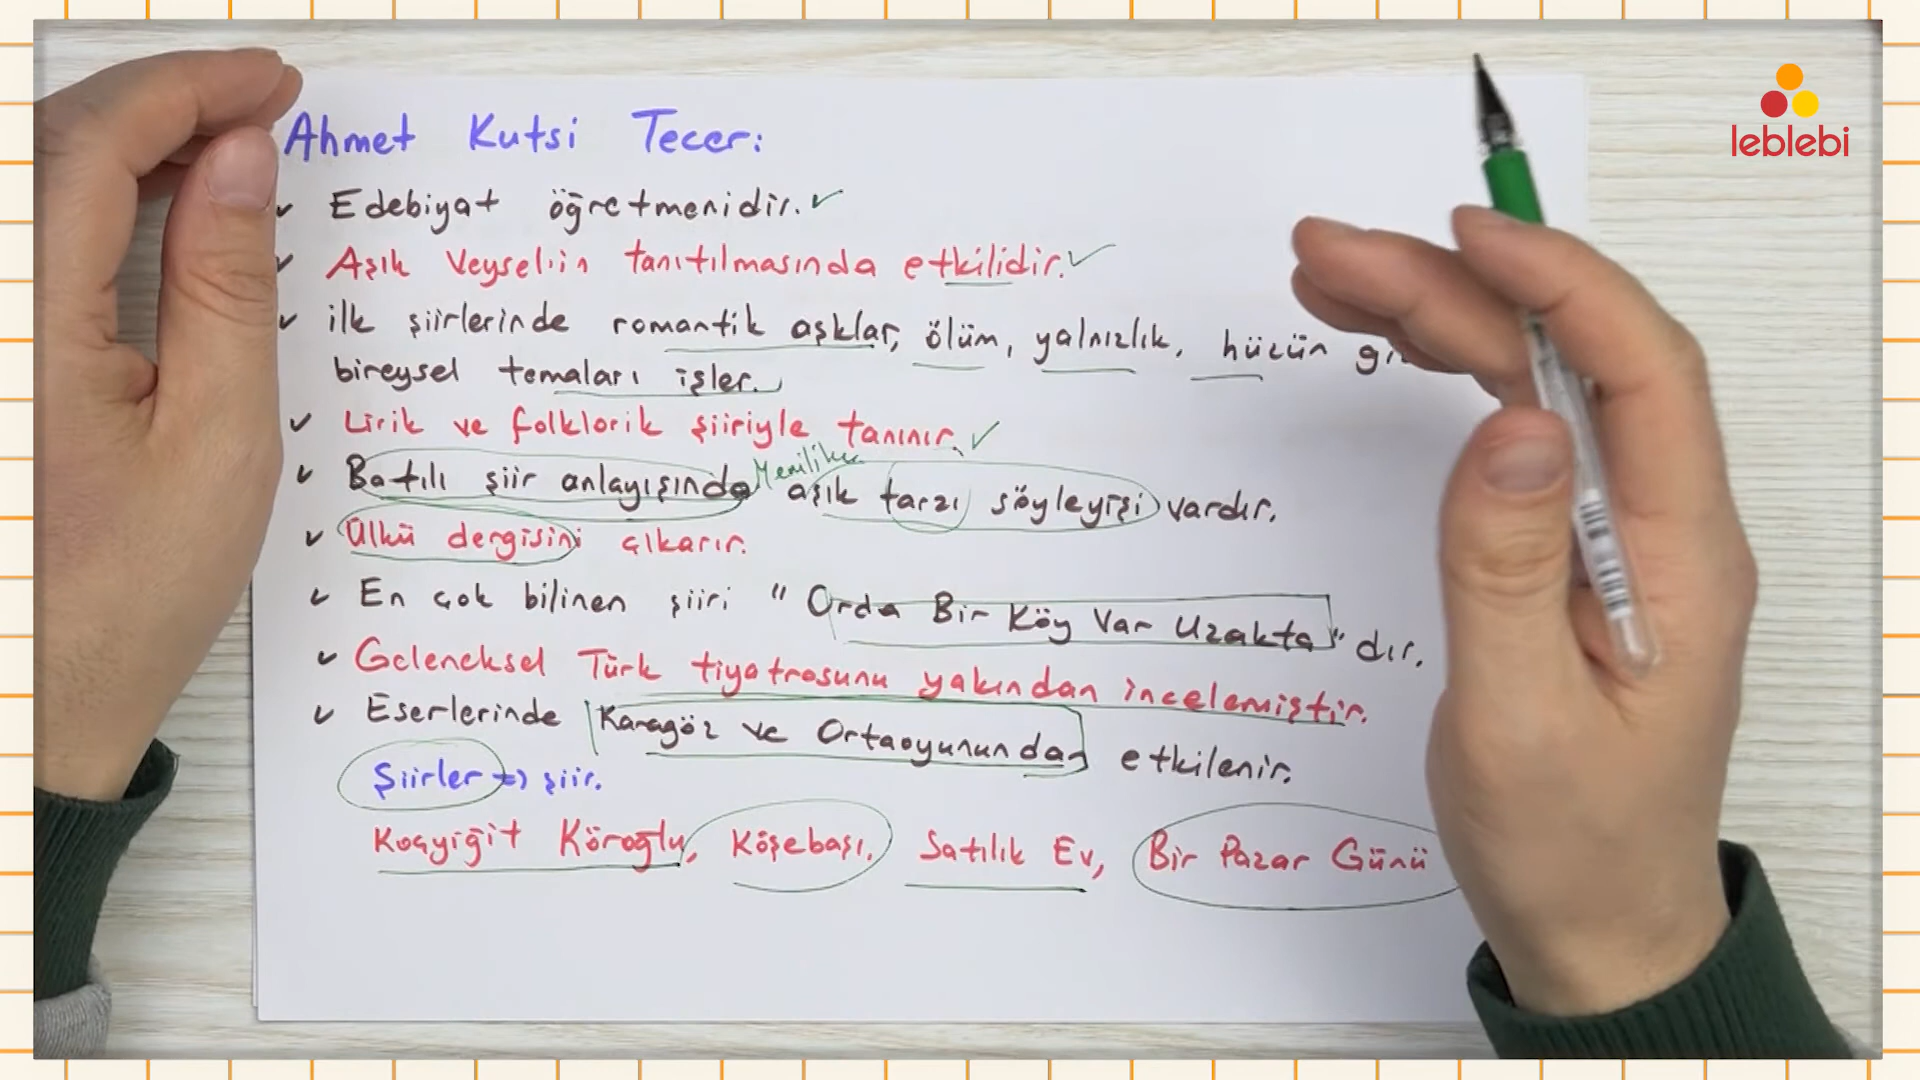 leblebi
Ahmet Kutsi Tecer:
✓ Edebiyat öğretmenidir. ✓
✓ Aşık Veysel'in tanıtılmasında etkilidir. ✓
✓ ilk şiirlerinde romantik aşklar, ölüm, yalnızlık, hüzün
bireysel temaları işler.
✓ Lirik ve folklorik şiiriyle tanınır. ✓
✓ Batılı şiir anlayışında aşık tarzı söyleyişi vardır.
✓ Ülkü dergisini çıkarır.
✓ En çok bilinen şiiri "Orda Bir Köy Var Uzakta" dır.
✓ Geleneksel Türk tiyatrosunu yakından incelemiştir.
✓ Eserlerinde Karagöz ve Ortaoyunundan etkilenir.
Şiirler => şiir.
Koçyiğit Köroğlu, Köşebaşı, Satılık Ev, Bir Pazar Günü